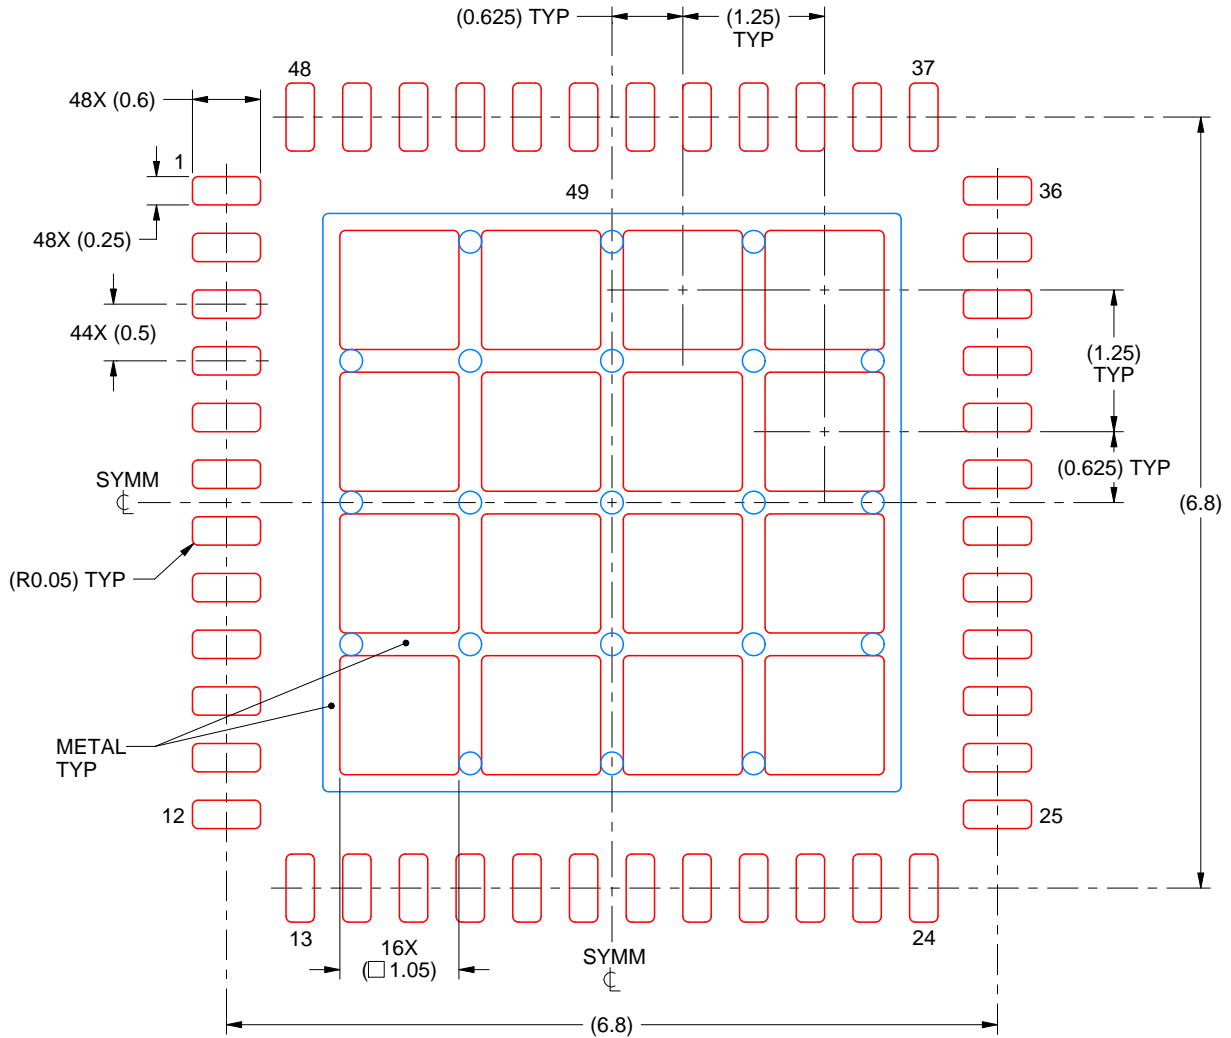 (0.625) TYP
(1.25)
TYP
48
37
48X (0.6)
1
49
36
48X (0.25)
44X (0.5)
(1.25)
TYP
(0.625) TYP
SYMM
℄
(6.8)
(R0.05) TYP
METAL
TYP
12
25
13
24
16X
(□ 1.05)
SYMM
℄
(6.8)